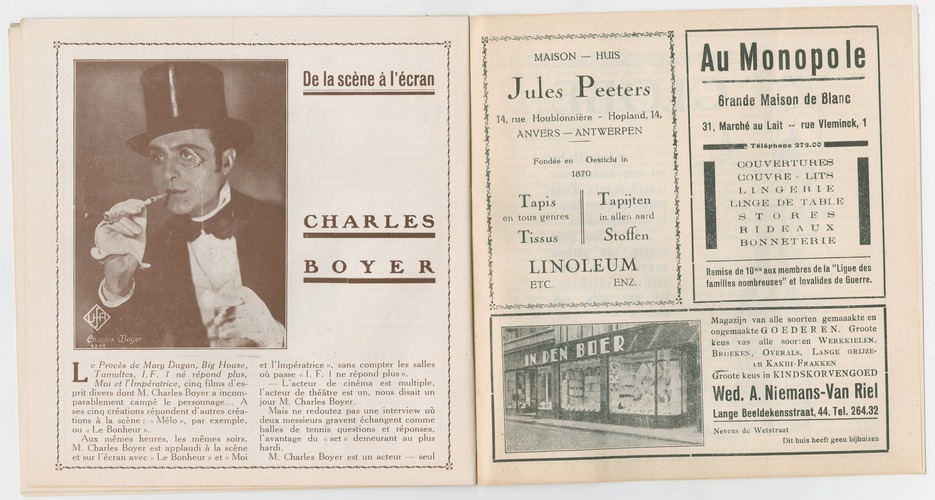 De la scène à l'écran
CHARLES
BOYER
Ufa
Charles Boyer
Le Procès de Mary Dugan, Big House,
Tumultes, I.F. 1 né répond plus,
Moi et l'Impératrice, cinq films d'es-
prit divers dont M. Charles Boyer a incom-
parablement campé le personnage... A
ses cinq créations répondent d'autres créa-
tions à la scène : « Mélo », par exemple,
ou « Le Bonheur ».
Aux mêmes heures, les mêmes soirs,
M. Charles Boyer est applaudi à la scène
et sur l'écran avec « Le Bonheur » et « Moi
et l'Impératrice », sans compter les salles
où passe « I. F. 1 ne répond plus ».
— L'acteur de cinéma est multiple,
l'acteur de théâtre est un, nous disait un
jour M. Charles Boyer.
Mais ne redoutez pas une interview où
deux messieurs gravent échangent comme
balles de tennis questions et réponses,
l'avantage du « set » demeurant au plus
hardi.
M. Charles Boyer est un acteur — seul
MAISON — HUIS
Jules Peeters
14, rue Houblonnière - Hopland, 14,
ANVERS — ANTWERPEN
Fondée en Oesticht in
1870
Tapis Tapijten
en tous genres in allen aard
Tissus Stoffen
LINOLEUM
ETC. ENZ.
Au Monopole
Grande Maison de Blanc
31, Marché au Lait -- rue Vleminck, 1
Téléphone 272.00
COUVERTURES
COUVRE - LITS
LINGERIE
LINGE DE TABLE
STORES
RIDEAUX
BONNETERIE
Remise de 10 % aux membres de la "Ligue des
familles nombreuses" et Invalides de Guerre.
IN DEN BOER
Magazijn van alle soorten gemaakte en
ongemaakte GOEDEREN. Groote
keus van alle soorten WERKKIELEN,
BROEKEN, OVERALS, LANGE GRIJZE-
en KAKHI-FRAKKEN
Groote keus in KINDSKORVENGOED
Wed. A. Niemans-Van Riel
Lange Beeldekensstraat, 44. Tel. 264.32
Nevens de Wetstraat
Dit huis heeft geen bijhuizen